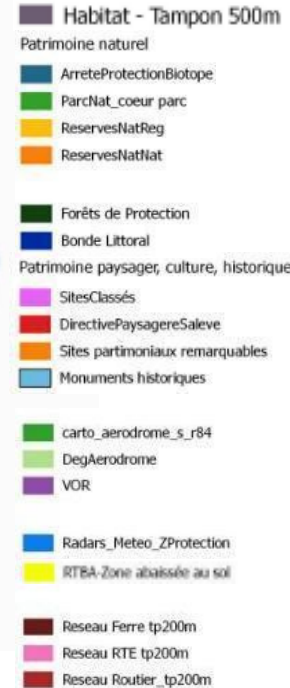 Habitat - Tampon 500m
Patrimoine naturel
ArreteProtectionBiotope
ParcNat_coeur parc
ReservesNatReg
ReservesNatNat
Forêts de Protection
Bonde Littoral
Patrimoine paysager, culture, historique
SitesClassés
DirectivePaysagereSaleve
Sites partimoniaux remarquables
Monuments historiques
carto_aerodrome_s_r84
DegAerodrome
VOR
Radars_Meteo_ZProtection
RTBA-Zone abaissée au sol
Reseau Ferre tp200m
Reseau RTE tp200m
Reseau Routier_tp200m